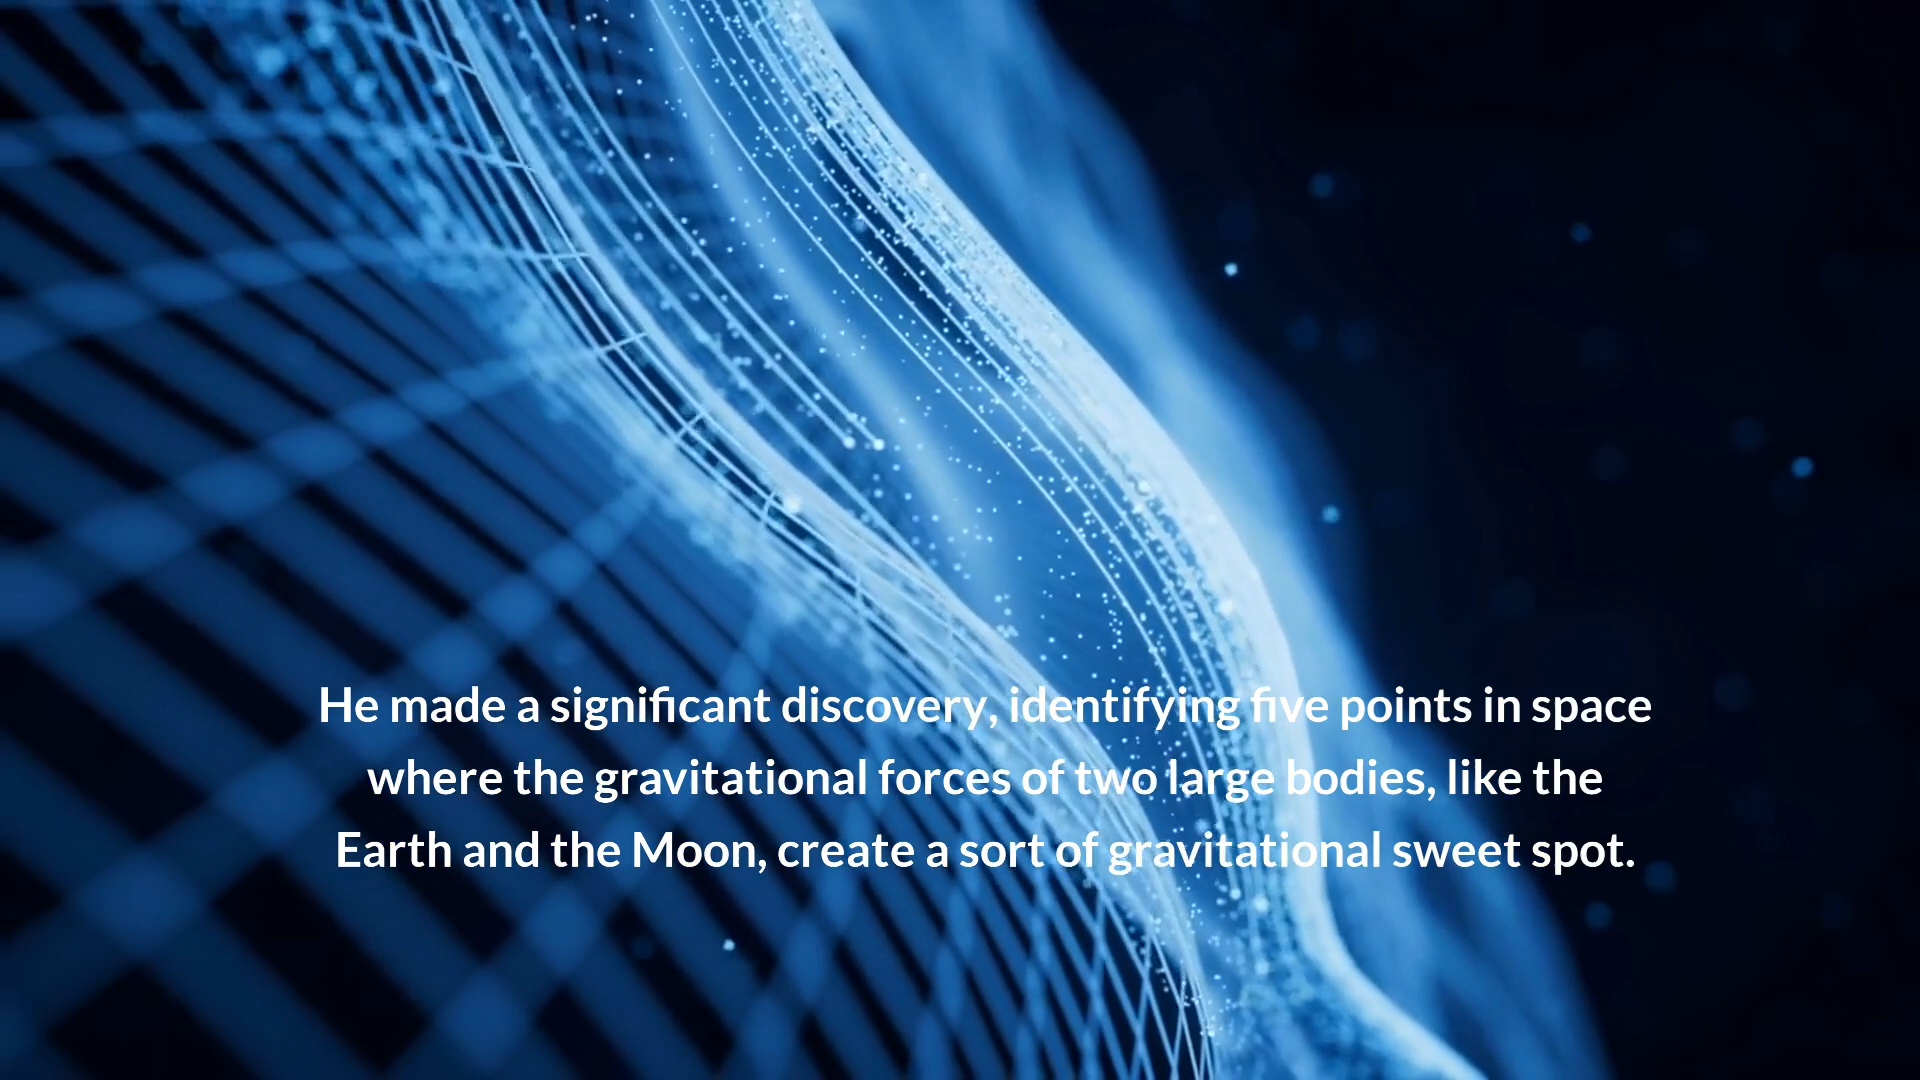 He made a significant discovery, identifying five points in space
where the gravitational forces of two large bodies, like the
Earth and the Moon, create a sort of gravitational sweet spot.